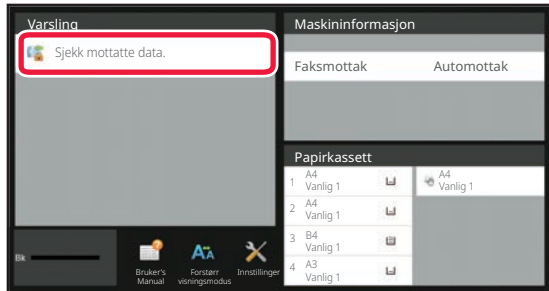 Varsling
Sjekk mottatte data.
Maskininformasjon
Faksmottak Automottak
Papirkassett
1 A4
Vanlig 1
2 A4
Vanlig 1
3 B4
Vanlig 1
4 A3
Vanlig 1
A4
Vanlig 1
Bk
Bruker's
Manual
Forstørr
visningsmodus
Innstillinger